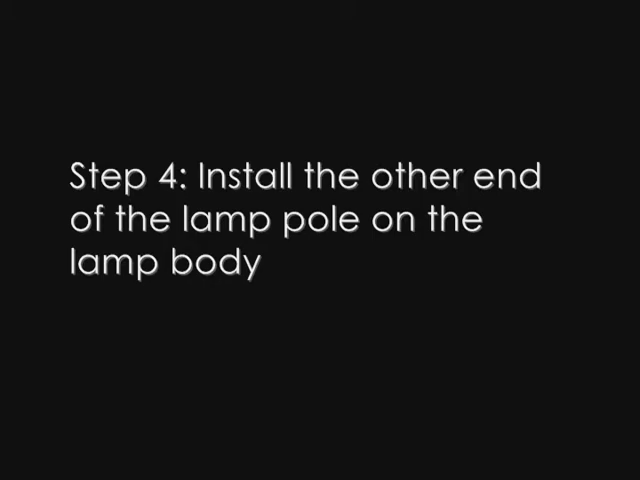 Step 4: Install the other end
of the lamp pole on the
lamp body